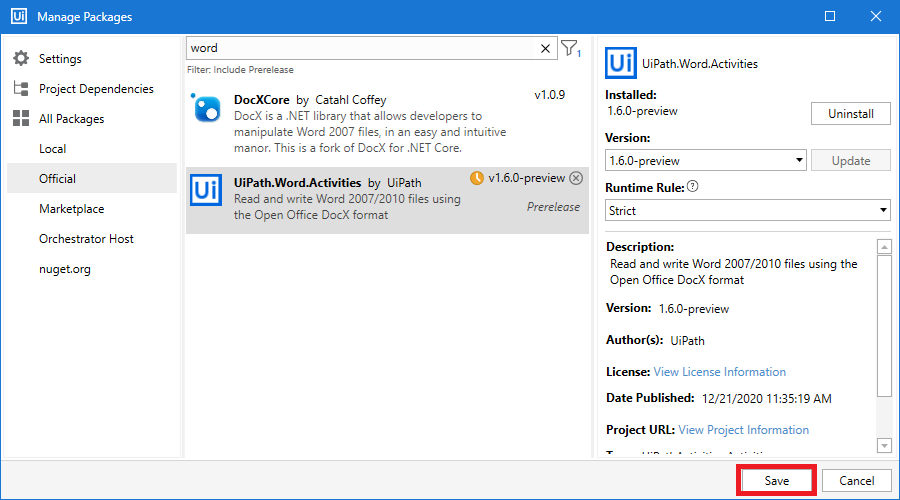 Ui Manage Packages
Settings
Project Dependencies
All Packages
Local
Official
Marketplace
Orchestrator Host
nuget.org
word
1
Filter: Include Prerelease
DocXCore by Catahl Coffey v1.0.9
DocX is a .NET library that allows developers to
manipulate Word 2007 files, in an easy and intuitive
manor. This is a fork of DocX for .NET Core.
Ui
UiPath.Word.Activities by UiPath v1.6.0-preview
Read and write Word 2007/2010 files using
the Open Office DocX format
Prerelease
Ui UiPath.Word.Activities
Installed:
1.6.0-preview
Uninstall
Version:
1.6.0-preview
Update
Runtime Rule: ?
Strict
Description:
Read and write Word 2007/2010 files using the
Open Office DocX format
Version: 1.6.0-preview
Author(s): UiPath
License: View License Information
Date Published: 12/21/2020 11:35:19 AM
Project URL: View Project Information
Save
Cancel